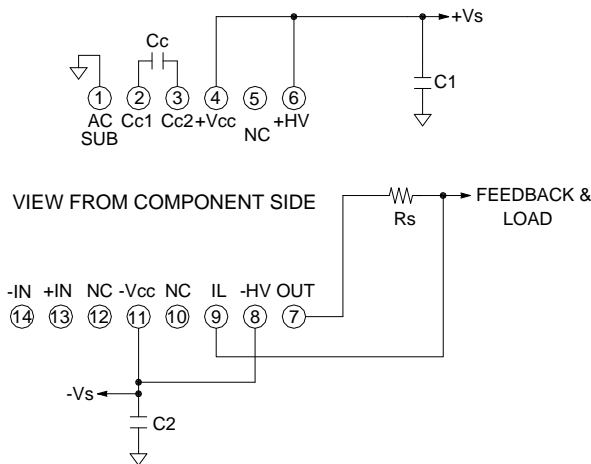 Cc
+Vs
C1
1 2 3 4 5 6
AC SUB Cc1 Cc2 +Vcc NC +HV
VIEW FROM COMPONENT SIDE
Rs
FEEDBACK & LOAD
-IN +IN NC -Vcc NC IL -HV OUT
14 13 12 11 10 9 8 7
-Vs
C2